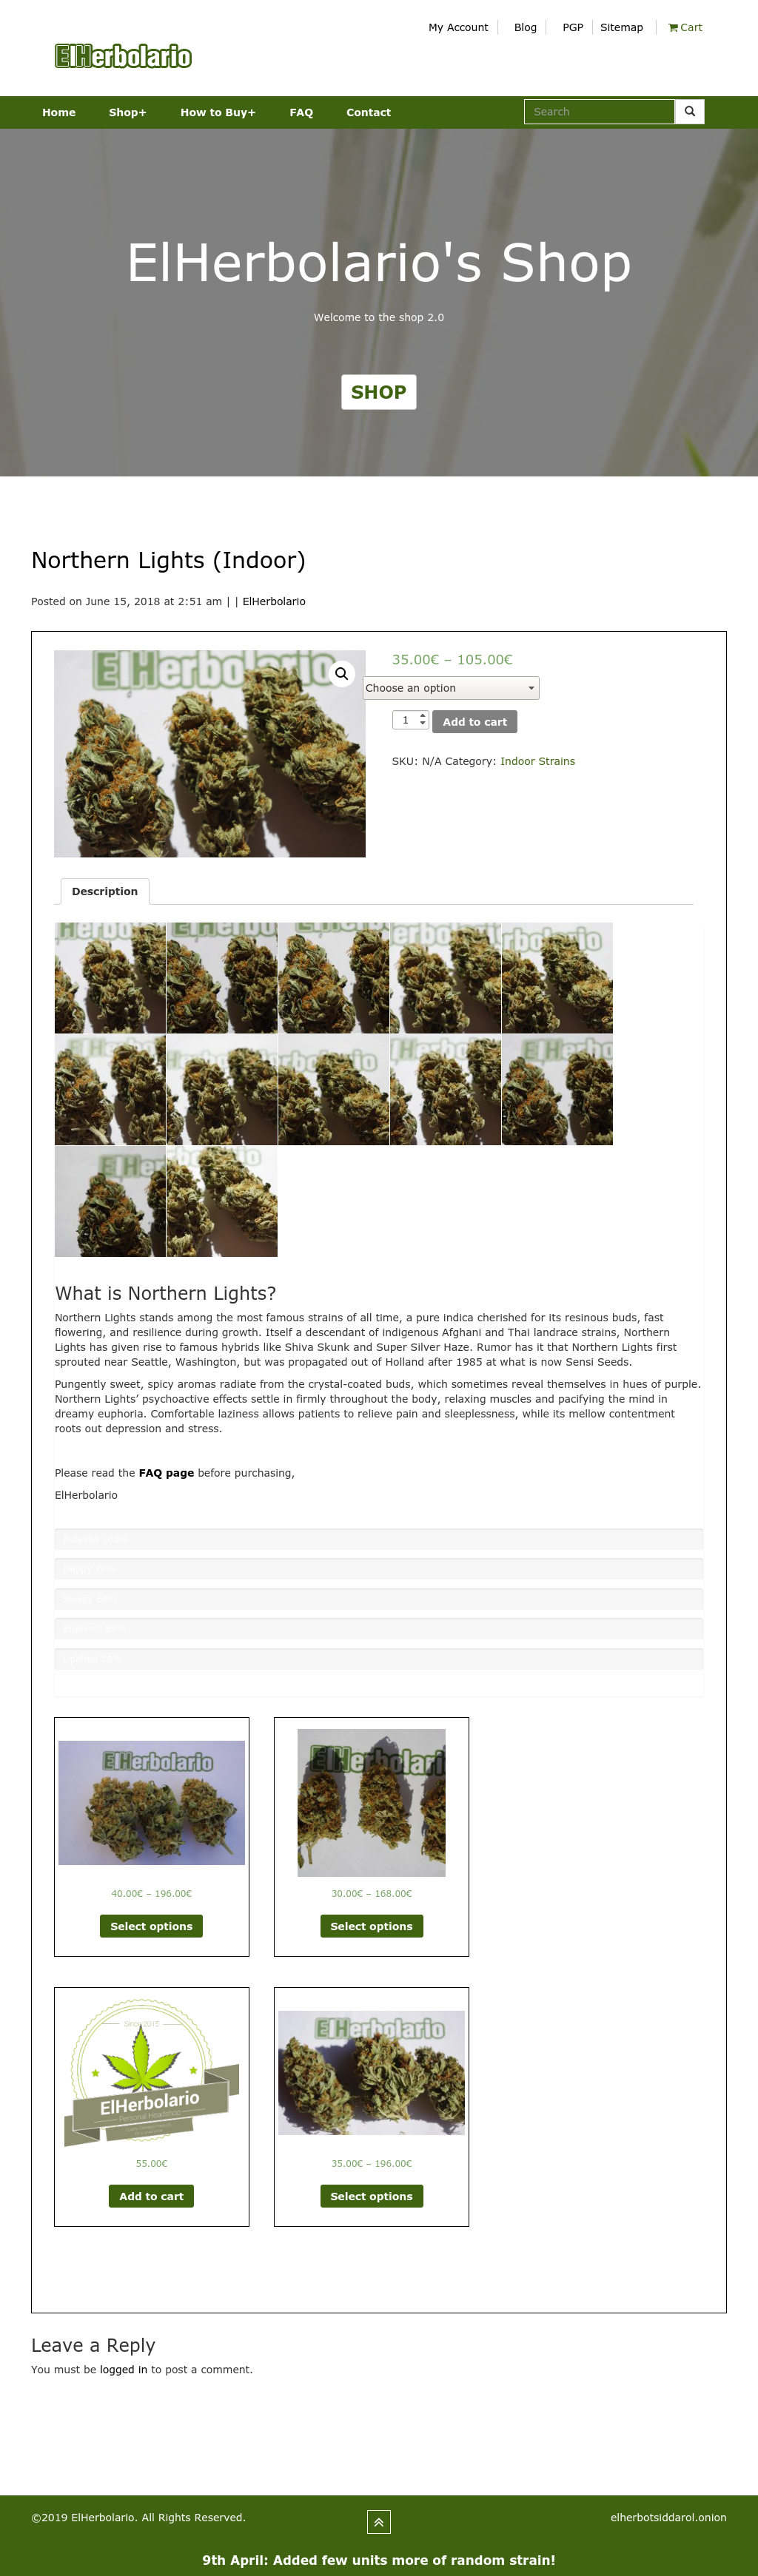 My Account
Blog
PGP
Sitemap
Cart
ElHerbolario
Home
Shop+
How to Buy+
FAQ
Contact
Search
ElHerbolario's Shop
Welcome to the shop 2.0
SHOP
Northern Lights (Indoor)
Posted on June 15, 2018 at 2:51 am | | ElHerbolario
ElHerbolario
35.00€ – 105.00€
Choose an option
1
Add to cart
SKU: N/A Category: Indoor Strains
Description
What is Northern Lights?
Northern Lights stands among the most famous strains of all time, a pure indica cherished for its resinous buds, fast
flowering, and resilience during growth. Itself a descendant of indigenous Afghani and Thai landrace strains, Northern
Lights has given rise to famous hybrids like Shiva Skunk and Super Silver Haze. Rumor has it that Northern Lights first
sprouted near Seattle, Washington, but was propagated out of Holland after 1985 at what is now Sensi Seeds.
Pungently sweet, spicy aromas radiate from the crystal-coated buds, which sometimes reveal themselves in hues of purple.
Northern Lights’ psychoactive effects settle in firmly throughout the body, relaxing muscles and pacifying the mind in
dreamy euphoria. Comfortable laziness allows patients to relieve pain and sleeplessness, while its mellow contentment
roots out depression and stress.
Please read the FAQ page before purchasing,
ElHerbolario
ElHerbolario
ElHerbolario
40.00€ – 196.00€
30.00€ – 168.00€
Select options
Select options
Since 2015
ElHerbolario
Personal Headshop
ElHerbolario
55.00€
35.00€ – 196.00€
Add to cart
Select options
Leave a Reply
You must be logged in to post a comment.
©2019 ElHerbolario. All Rights Reserved.
elherbotsiddarol.onion
9th April: Added few units more of random strain!